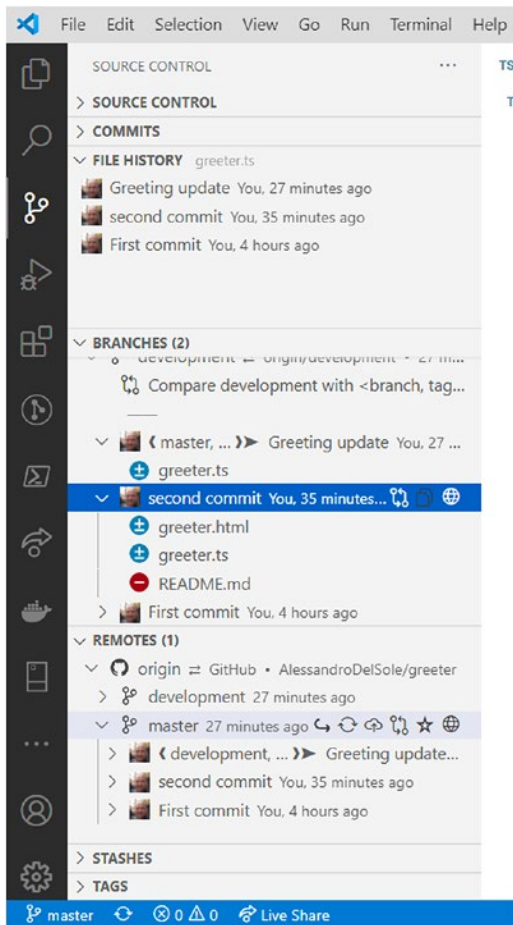 File Edit Selection View Go Run Terminal Help
SOURCE CONTROL ...
TS
SOURCE CONTROL
T
COMMITS
FILE HISTORY greeter.ts
Greeting update You, 27 minutes ago
second commit You, 35 minutes ago
First commit You, 4 hours ago
BRANCHES (2)
development ⇄ origin/development • 27 m...
Compare development with <branch, tag...
greeter.ts
❰ master, ... ❱➤ Greeting update You, 27 ...
second commit You, 35 minutes...
greeter.html
greeter.ts
README.md
First commit You, 4 hours ago
REMOTES (1)
origin ⇄ GitHub • AlessandroDelSole/greeter
development 27 minutes ago
master 27 minutes ago
❰ development, ... ❱➤ Greeting update...
second commit You, 35 minutes ago
First commit You, 4 hours ago
STASHES
TAGS
master 0 0 Live Share